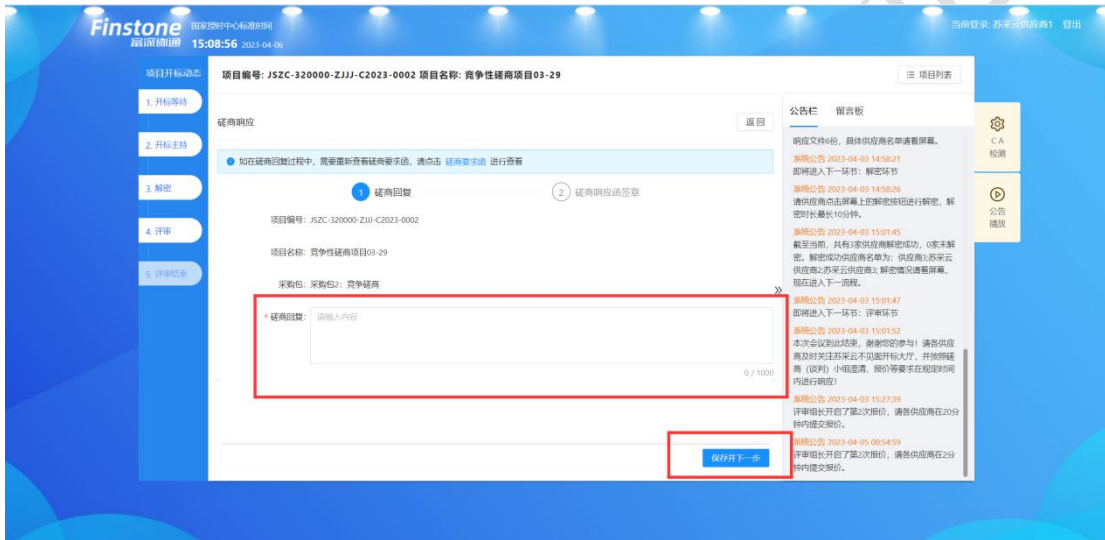 Finstone
富深协通
国家授时中心标准时间
15:08:56 2023-04-06
当前登录: 苏采云供应商1 登出
项目开标动态
1. 开标等待
2. 开标主持
3. 解密
4. 评审
5. 评审结束
项目编号: JSZC-320000-ZJJJ-C2023-0002 项目名称: 竞争性磋商项目03-29
项目列表
磋商响应
返回
如在磋商回复过程中，需要重新查看磋商要求函，请点击 磋商要求函 进行查看
1 磋商回复
2 磋商响应函签章
项目编号: JSZC-320000-ZJJJ-C2023-0002
项目名称: 竞争性磋商项目03-29
采购包: 采购包2: 竞争磋商
* 磋商回复:
请输入内容
0 / 1000
保存并下一步
»
公告栏 留言板
响应文件6份，具体供应商名单请看屏幕。
系统公告 2023-04-03 14:58:21
即将进入下一环节: 解密环节
系统公告 2023-04-03 14:58:26
请供应商点击屏幕上的解密按钮进行解密，解
密时长最长10分钟。
系统公告 2023-04-03 15:01:45
截至当前，共有3家供应商解密成功，0家未解
密。解密成功供应商名单为: 供应商3;苏采云
供应商2;苏采云供应商3; 解密情况请看屏幕，
现在进入下一流程。
系统公告 2023-04-03 15:01:47
即将进入下一环节: 评审环节
系统公告 2023-04-03 15:01:52
本次会议到此结束，谢谢您的参与！请各供应
商及时关注苏采云不见面开标大厅，并按照磋
商（谈判）小组澄清、报价等要求在规定时间
内进行响应!
系统公告 2023-04-03 15:27:39
评审组长开启了第2次报价，请各供应商在20分
钟内提交报价。
系统公告 2023-04-05 00:54:59
评审组长开启了第2次报价，请各供应商在2分
钟内提交报价。
CA
检测
公告
播放